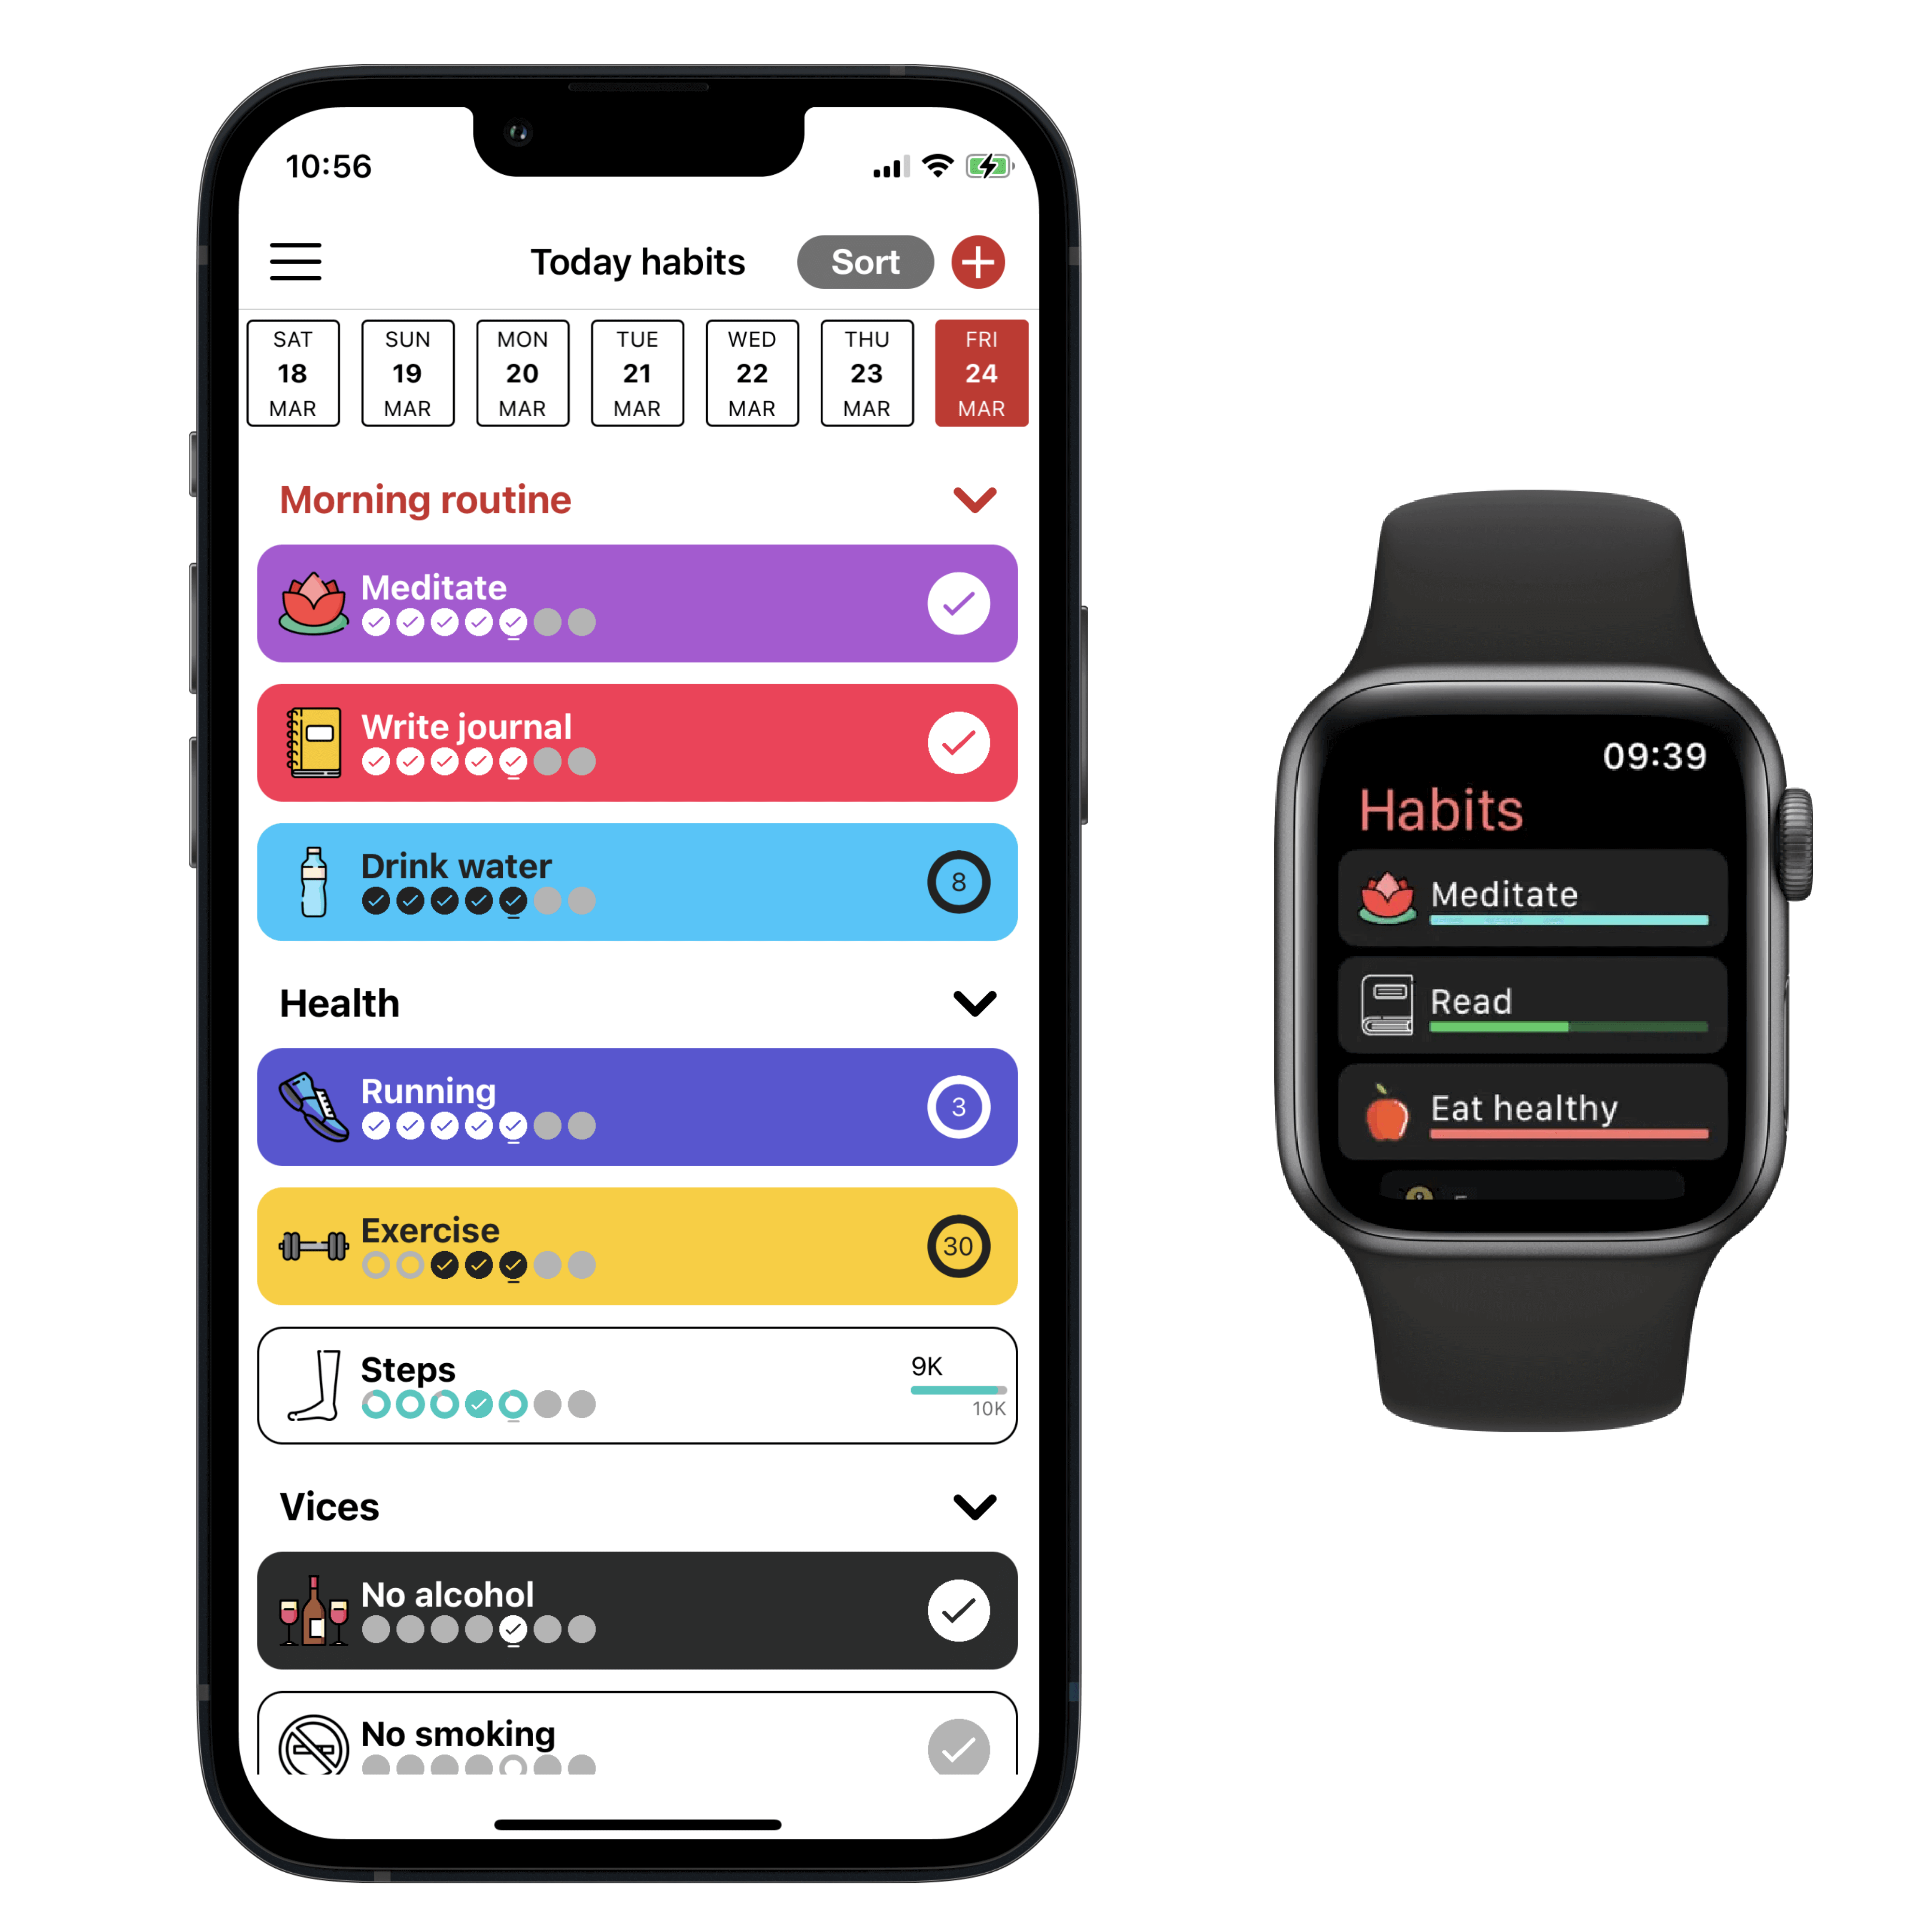 10:56
Today habits
Sort
SAT SUN MON TUE WED THU FRI
18 19 20 21 22 23 24
MAR MAR MAR MAR MAR MAR MAR
Morning routine
Meditate
Write journal
Drink water
8
Health
Running
3
Exercise
30
Steps
9K
10K
Vices
No alcohol
No smoking
09:39
Habits
Meditate
Read
Eat healthy